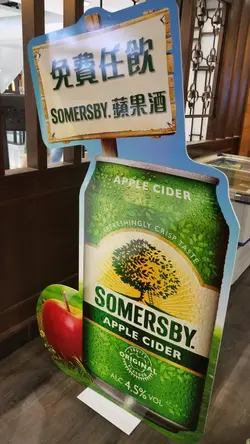 免費任飲
SOMERSBY. 蘋果酒
APPLE CIDER
REFRESHINGLY CRISP TASTE
SOMERSBY.
APPLE CIDER
ORIGINAL
ALC 4.5% VOL